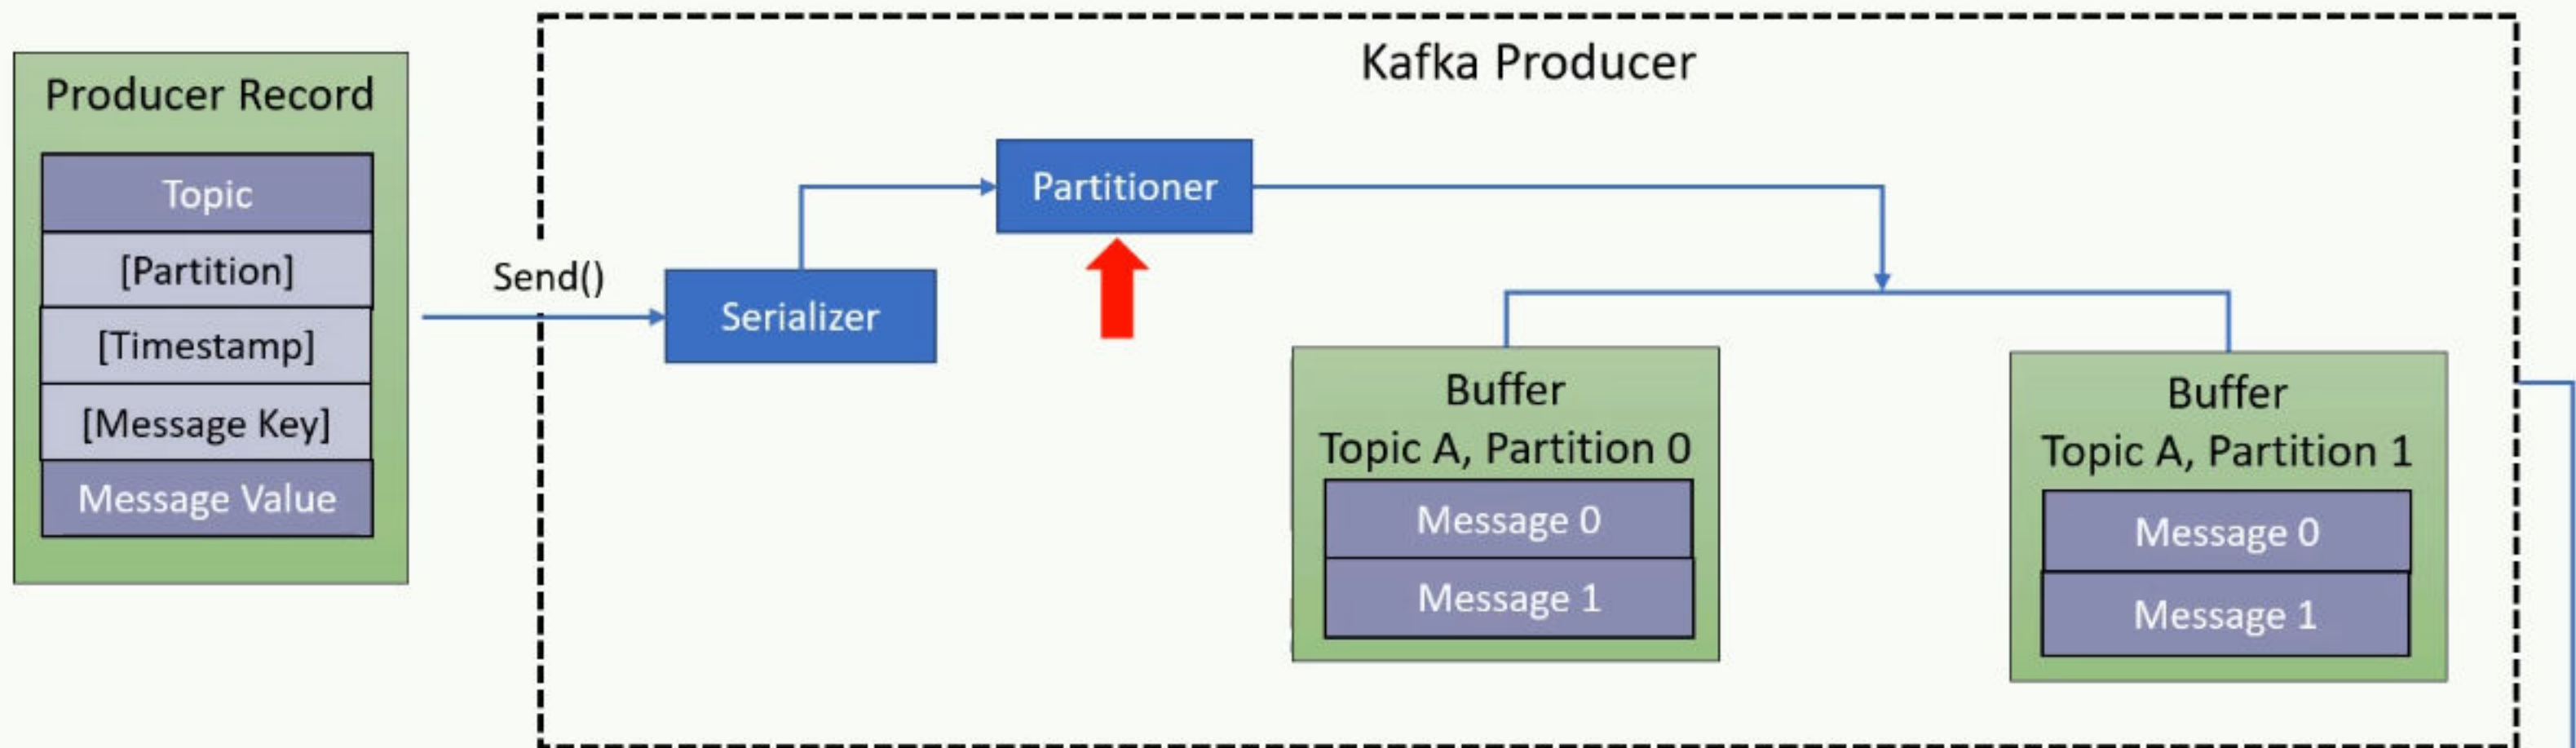 Kafka Producer
Producer Record
Topic
[Partition]
[Timestamp]
[Message Key]
Message Value
Send()
Serializer
Partitioner
Buffer
Topic A, Partition 0
Message 0
Message 1
Buffer
Topic A, Partition 1
Message 0
Message 1